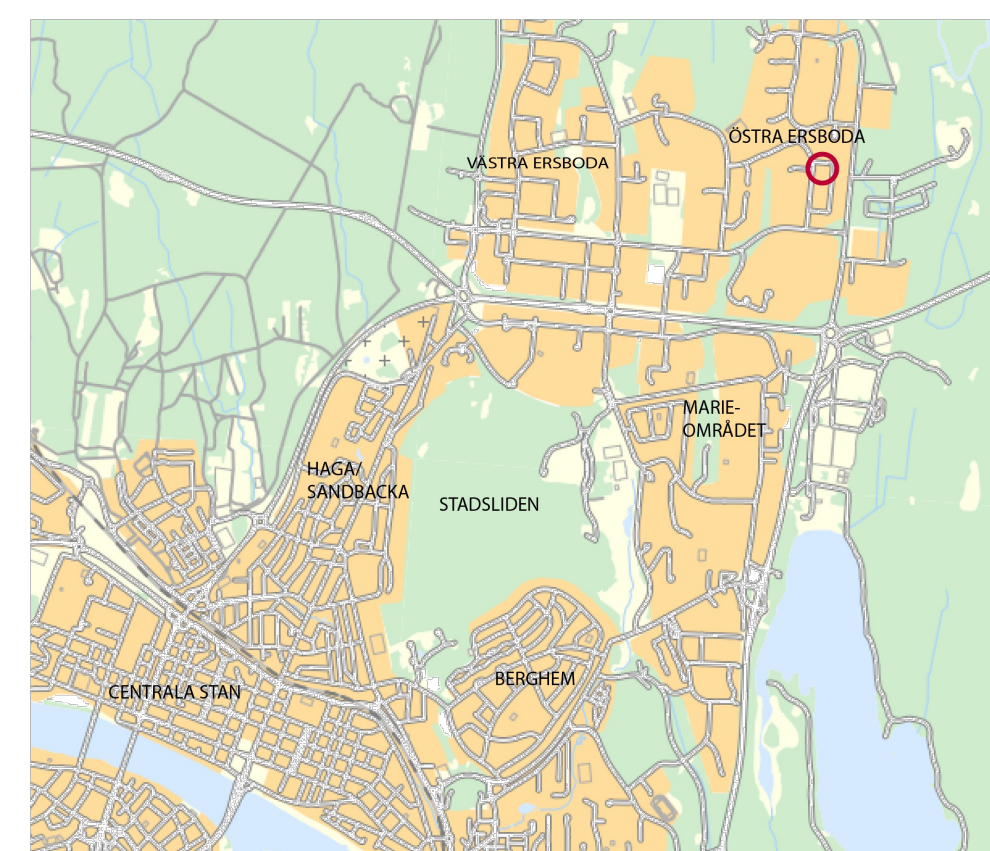 ÖSTRA ERSBODA
VÄSTRA ERSBODA
MARIE-
OMRÅDET
HAGA/
SANDBACKA
STADSLIDEN
BERGHEM
CENTRALA STAN